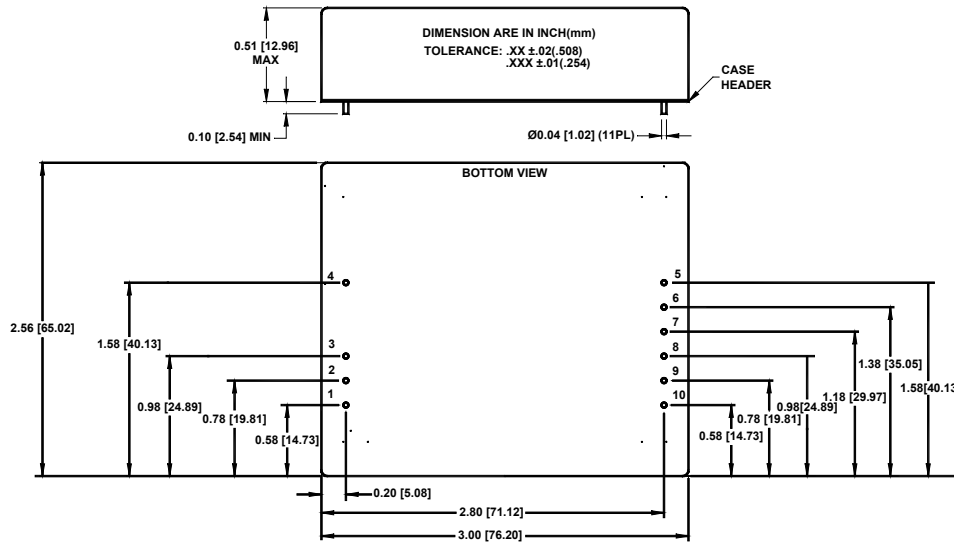 0.51 [12.96]
MAX
DIMENSION ARE IN INCH(mm)
TOLERANCE: .XX ±.02(.508)
.XXX ±.01(.254)
CASE
HEADER
0.10 [2.54] MIN
Ø0.04 [1.02] (11PL)
BOTTOM VIEW
4
5
6
7
3
8
2
9
1
10
2.56 [65.02]
1.58 [40.13]
0.98 [24.89]
0.78 [19.81]
0.58 [14.73]
1.38 [35.05]
1.58[40.13
1.18 [29.97]
0.98[24.89]
0.78 [19.81]
0.58 [14.73]
0.20 [5.08]
2.80 [71.12]
3.00 [76.20]